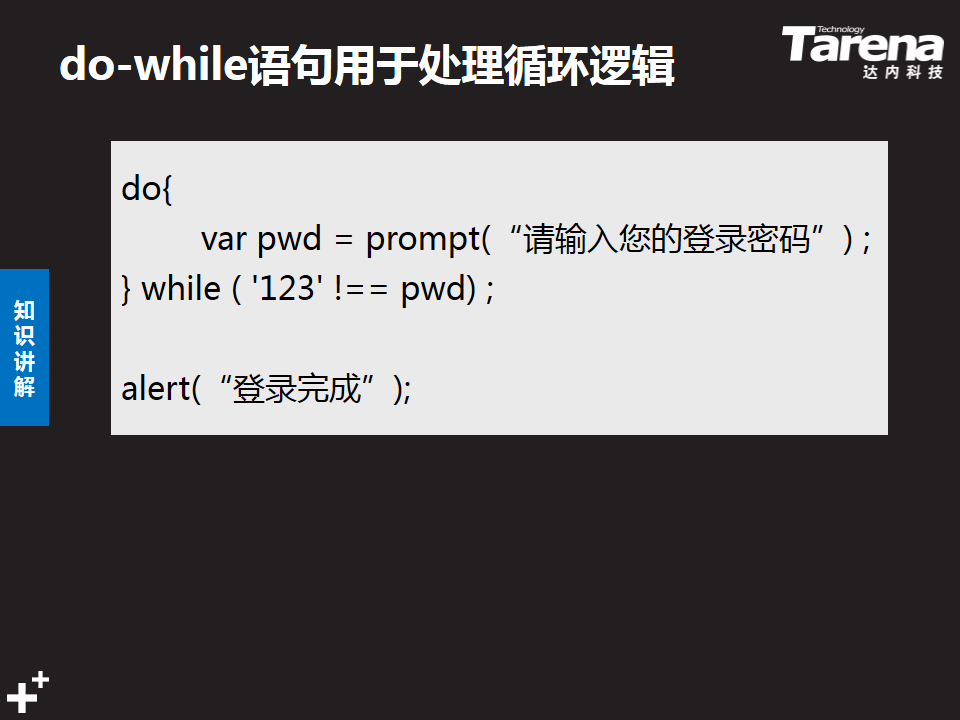 do-while语句用于处理循环逻辑
Technology
Tarena
达内科技
do{
var pwd = prompt(“请输入您的登录密码”) ;
} while ( '123' !== pwd) ;
alert(“登录完成”);
知识讲解